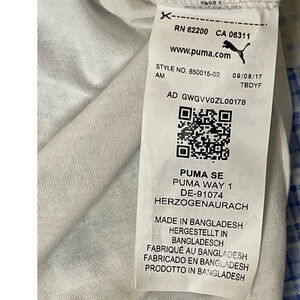 RN 62200 CA 06311
www.puma.com
STYLE NO. 850015-02 09/08/17
AM TBDYF
AD GWGVV0ZL00178
PUMA SE
PUMA WAY 1
DE-91074
HERZOGENAURACH
MADE IN BANGLADESH
HERGESTELLT IN
BANGLADESCH
FABRIQUÉ AU BANGLADESH
FABRICADO EN BANGLADESH
PRODOTTO IN BANGLADESH